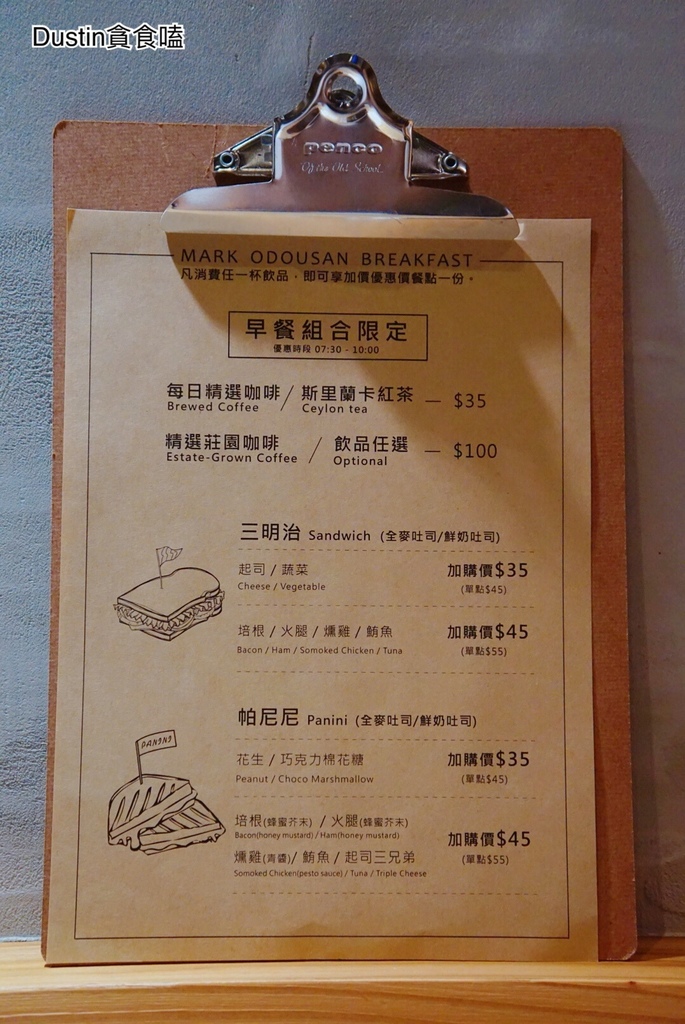 Dustin貪食嗑
penco
Of the Old School..
MARK ODOUSAN BREAKFAST
凡消費任一杯飲品，即可享加價優惠價餐點一份。
早餐組合限定
優惠時段 07:30 - 10:00
每日精選咖啡 / 斯里蘭卡紅茶 — $35
Brewed Coffee Ceylon tea
精選莊園咖啡 / 飲品任選 — $100
Estate-Grown Coffee Optional
三明治 Sandwich (全麥吐司/鮮奶吐司)
起司 / 蔬菜 加購價$35
Cheese / Vegetable (單點$45)
培根 / 火腿 / 燻雞 / 鮪魚 加購價$45
Bacon / Ham / Somoked Chicken / Tuna (單點$55)
帕尼尼 Panini (全麥吐司/鮮奶吐司)
PANINI
花生 / 巧克力棉花糖 加購價$35
Peanut / Choco Marshmallow (單點$45)
培根(蜂蜜芥末) / 火腿(蜂蜜芥末)
Bacon(honey mustard) / Ham(honey mustard)
加購價$45
燻雞(青醬)/ 鮪魚 / 起司三兄弟 (單點$55)
Somoked Chicken(pesto sauce) / Tuna / Triple Cheese